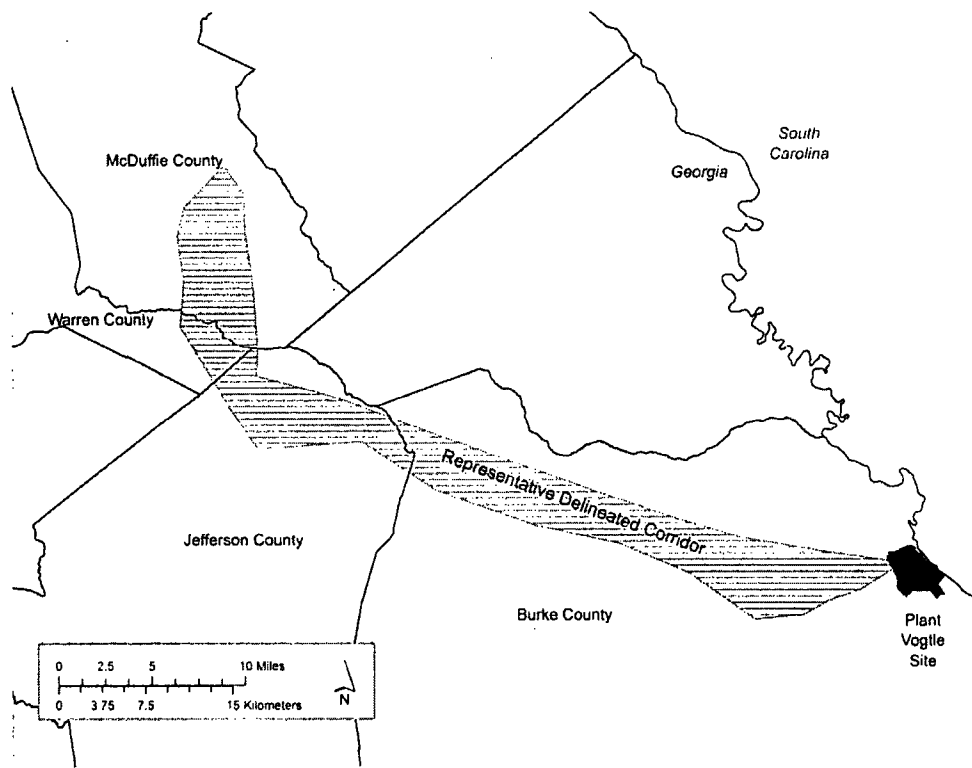 South
Carolina
McDuffie County
Georgia
Warren County
Representative Delineated Corridor
Jefferson County
Burke County
Plant
Vogtle
Site
0 2.5 5 10 Miles
0 3.75 7.5 15 Kilometers
N